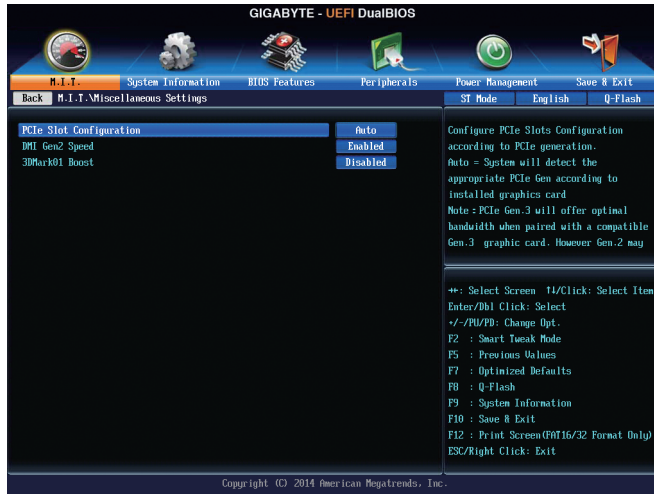 GIGABYTE - UEFI DualBIOS
M.I.T. System Information BIOS Features Peripherals Power Management Save & Exit
Back M.I.T.\Miscellaneous Settings ST Mode English Q-Flash
PCIe Slot Configuration Auto
DMI Gen2 Speed Enabled
3DMark01 Boost Disabled
Configure PCIe Slots Configuration
according to PCIe generation.
Auto = System will detect the
appropriate PCIe Gen according to
installed graphics card
Note : PCIe Gen.3 will offer optimal
bandwidth when paired with a compatible
Gen.3 graphic card. However Gen.2 may
→←: Select Screen ↑↓/Click: Select Item
Enter/Dbl Click: Select
+/-/PU/PD: Change Opt.
F2 : Smart Tweak Mode
F5 : Previous Values
F7 : Optimized Defaults
F8 : Q-Flash
F9 : System Information
F10 : Save & Exit
F12 : Print Screen(FAT16/32 Format Only)
ESC/Right Click: Exit
Copyright (C) 2014 American Megatrends, Inc.